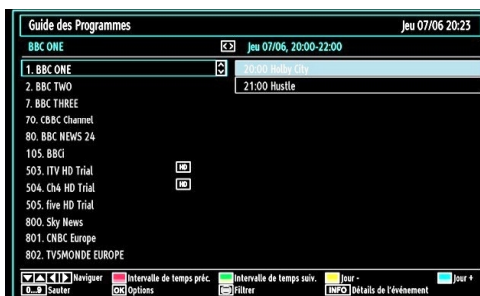 Guide des Programmes Jeu 07/06 20:23
BBC ONE Jeu 07/06, 20:00-22:00
1. BBC ONE 20:00 Holby City
2. BBC TWO 21:00 Hustle
7. BBC THREE
70. CBBC Channel
80. BBC NEWS 24
105. BBCi
503. ITV HD Trial HD
504. Ch4 HD Trial HD
505. five HD Trial
800. Sky News
801. CNBC Europe
802. TV5MONDE EUROPE
Naviguer Intervalle de temps préc. Intervalle de temps suiv. Jour - Jour +
0...9 Sauter OK Options Filtrer INFO Détails de l'événement